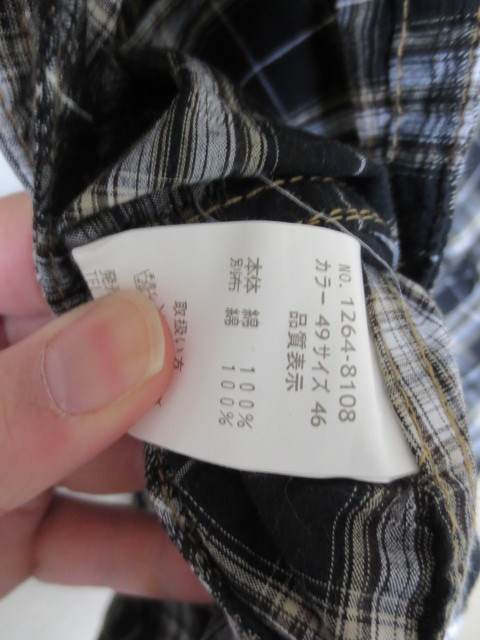 NO. 1264-8108
カラー 49サイズ 46
品質表示
本体 綿 100%
別布 綿 100%
取扱い方